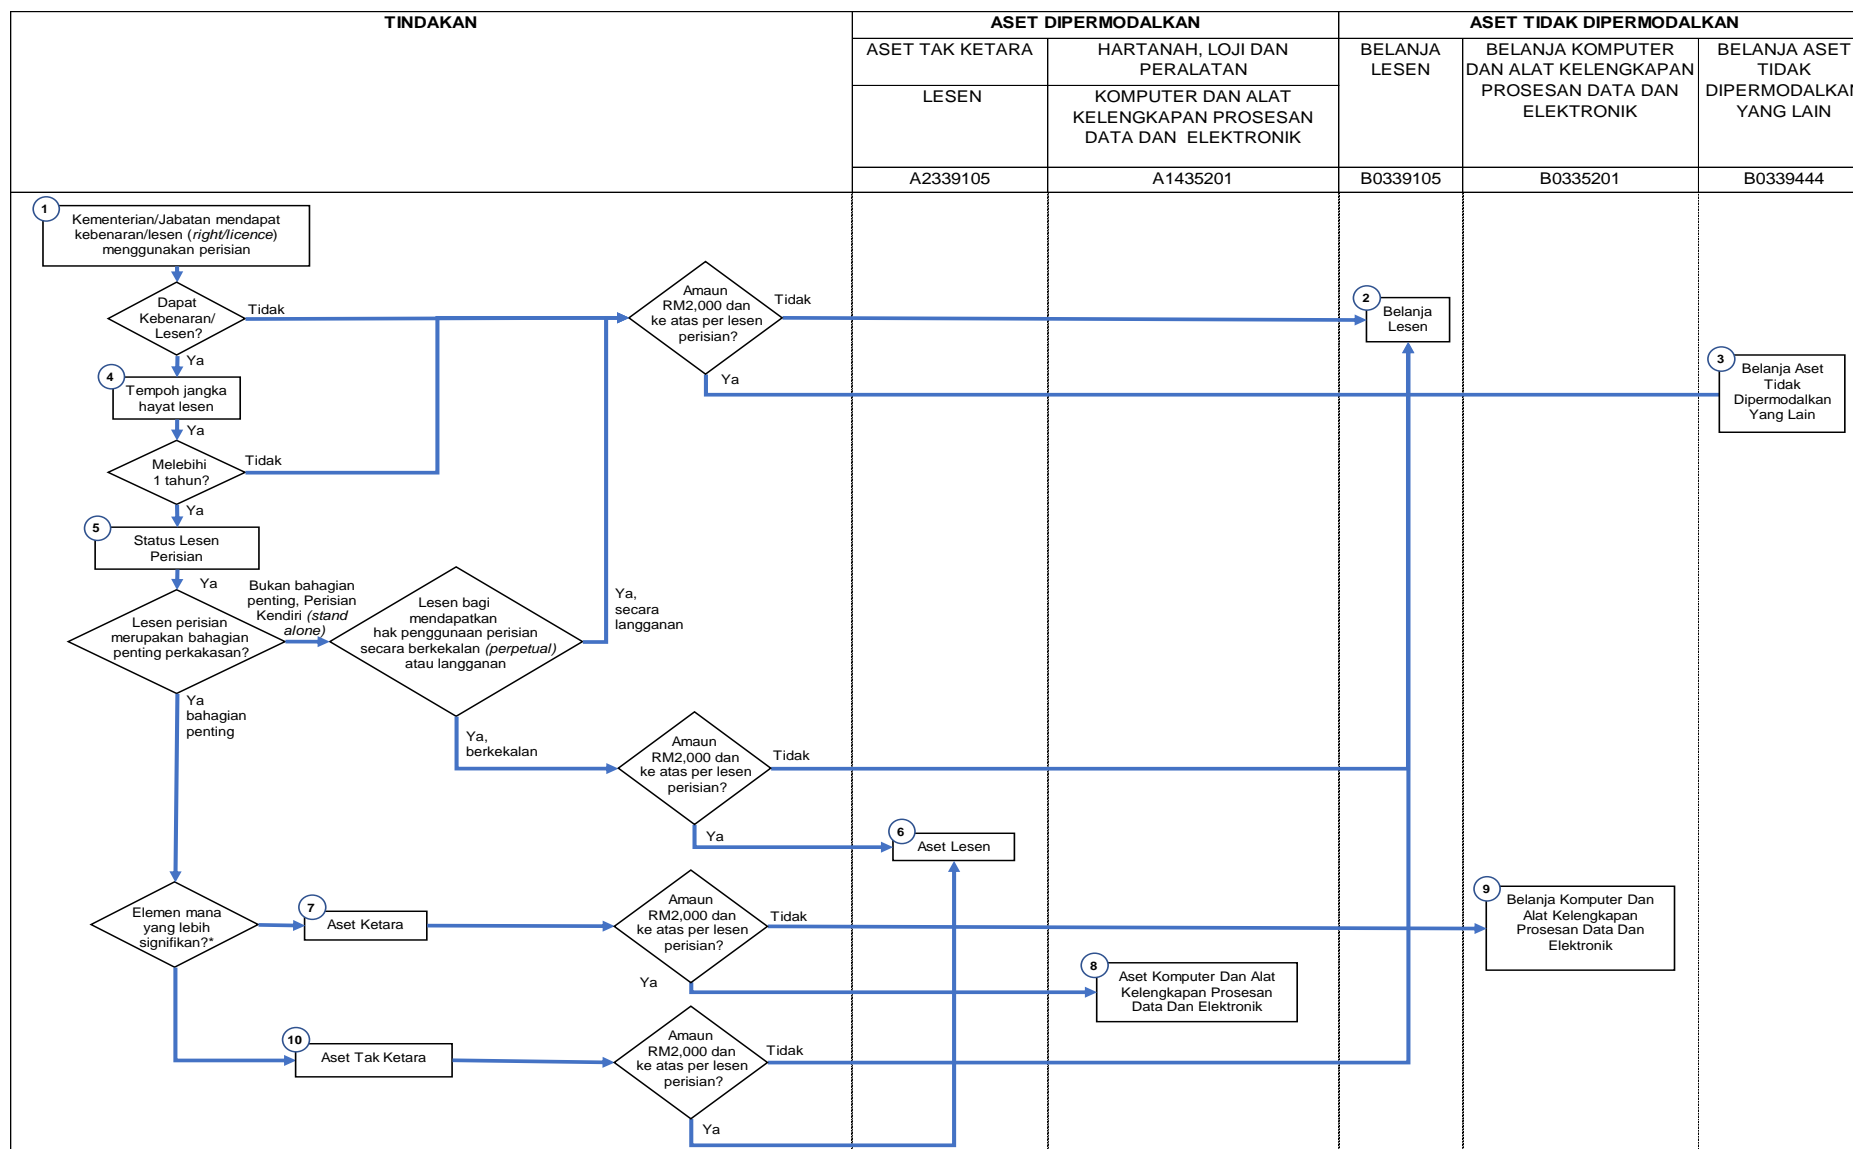 TINDAKAN
ASET DIPERMODALKAN
ASET TIDAK DIPERMODALKAN
ASET TAK KETARA
HARTANAH, LOJI DAN
PERALATAN
BELANJA
LESEN
BELANJA KOMPUTER
DAN ALAT KELENGKAPAN
PROSESAN DATA DAN
ELEKTRONIK
BELANJA ASET
TIDAK
DIPERMODALKAN
YANG LAIN
LESEN
KOMPUTER DAN ALAT
KELENGKAPAN PROSESAN
DATA DAN ELEKTRONIK
A2339105
A1435201
B0339105
B0335201
B0339444
1
Kementerian/Jabatan mendapat
kebenaran/lesen (right/licence)
menggunakan perisian
Dapat
Kebenaran/
Lesen?
Tidak
Ya
Amaun
RM2,000 dan
ke atas per lesen
perisian?
Tidak
Ya
2
Belanja
Lesen
3
Belanja Aset
Tidak
Dipermodalkan
Yang Lain
4
Tempoh jangka
hayat lesen
Ya
Melebihi
1 tahun?
Tidak
Ya
5
Status Lesen
Perisian
Ya
Lesen perisian
merupakan bahagian
penting perkakasan?
Bukan bahagian
penting, Perisian
Kendiri (stand
alone)
Lesen bagi
mendapatkan
hak penggunaan perisian
secara berkekalan (perpetual)
atau langganan
Ya,
secara
langganan
Ya
bahagian
penting
Ya,
berkekalan
Amaun
RM2,000 dan
ke atas per lesen
perisian?
Tidak
Ya
6
Aset Lesen
Elemen mana
yang lebih
signifikan?*
7
Aset Ketara
Amaun
RM2,000 dan
ke atas per lesen
perisian?
Tidak
Ya
8
Aset Komputer Dan Alat
Kelengkapan Prosesan
Data Dan Elektronik
9
Belanja Komputer Dan
Alat Kelengkapan
Prosesan Data Dan
Elektronik
10
Aset Tak Ketara
Amaun
RM2,000 dan
ke atas per lesen
perisian?
Tidak
Ya